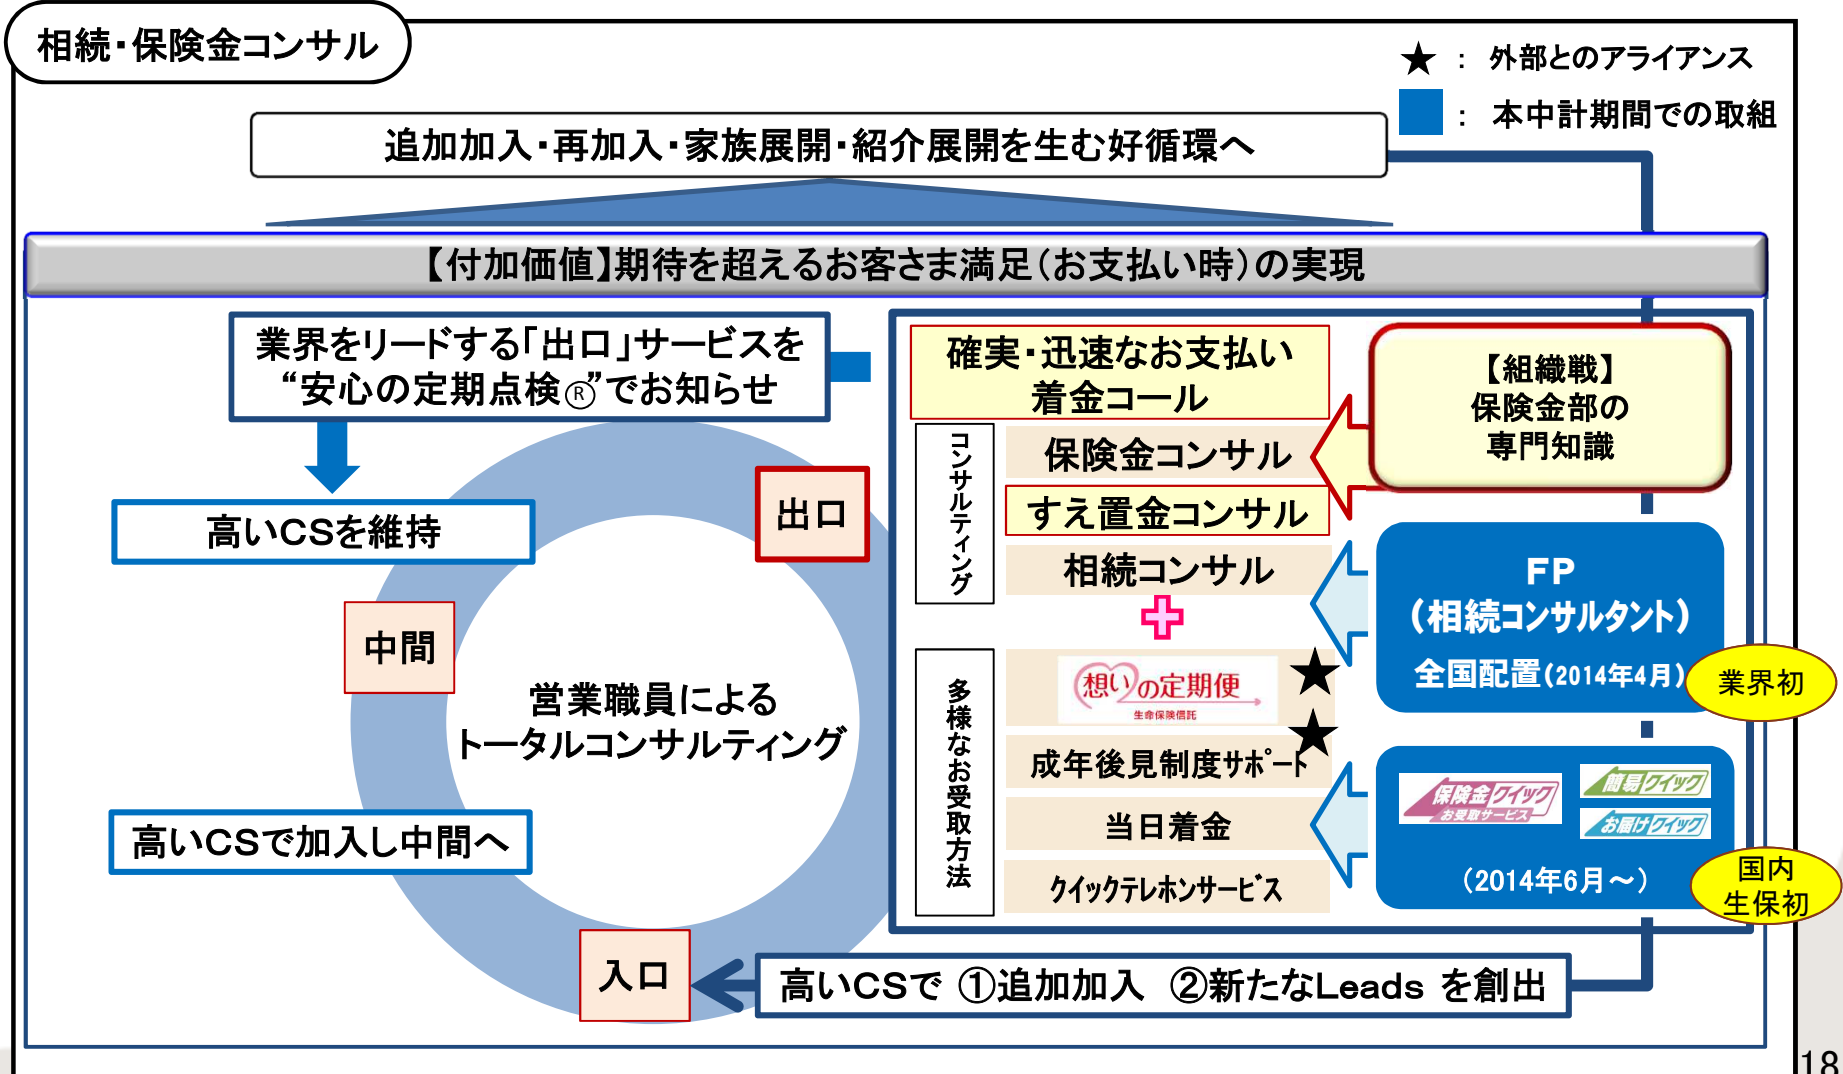 相続・保険金コンサル
★ ： 外部とのアライアンス
： 本中計期間での取組
追加加入・再加入・家族展開・紹介展開を生む好循環へ
【付加価値】期待を超えるお客さま満足（お支払い時）の実現
業界をリードする「出口」サービスを
“安心の定期点検®”でお知らせ
高いCSを維持
出口
中間
営業職員による
トータルコンサルティング
高いCSで加入し中間へ
入口
確実・迅速なお支払い
着金コール
コンサルティング
保険金コンサル
すえ置金コンサル
相続コンサル
多様なお受取方法
想いの定期便
生命保険信託
★
★
成年後見制度サポート
当日着金
クイックテレホンサービス
【組織戦】
保険金部の
専門知識
FP
（相続コンサルタント）
全国配置（2014年4月）
業界初
保険金クイック
お受取サービス
簡易クイック
お届けクイック
（2014年6月～）
国内
生保初
高いCSで ①追加加入 ②新たなLeads を創出
18